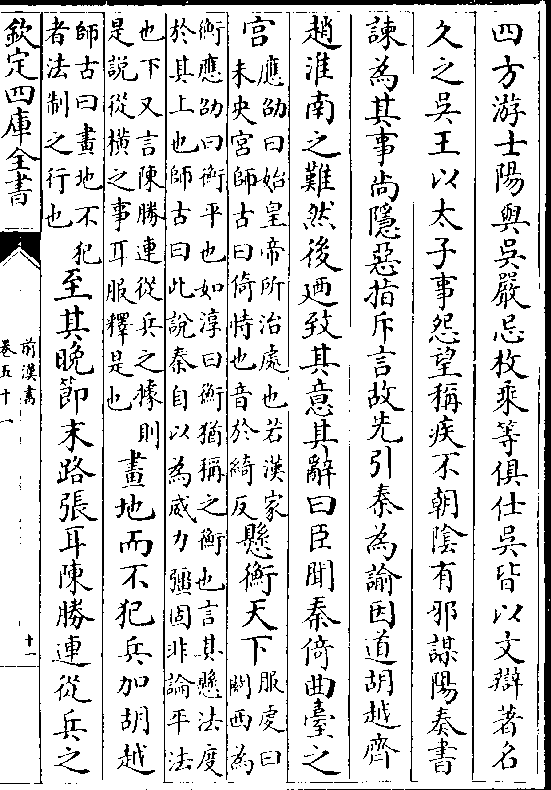 四方游士陽與吳嚴忌枚乘等俱仕吳皆以文辯著名
久之吳王以太子事怨望稱疾不朝陰有邪謀陽奏書
諫為其事尚隱惡指斥言故先引秦為諭因道胡越齊
趙淮南之難然後廼致其意其辭曰臣聞秦倚曲臺之
宮應劭曰始皇帝所治處也若漢家未央宮師古曰倚恃也音於綺反懸衡天下服虔曰關西為
衡應劭曰衡平也如淳曰衡猶稱之衡也言其懸法度於其上也師古曰此說秦自以為威力彊固非論平法
也下又言陳勝連從兵之據是說從橫之事耳服釋是也則畫地而不犯兵加胡越
師古曰畫地不犯者法制之行也至其晚節末路張耳陳勝連從兵之
欽定四庫全書
前漢書
卷五十一
十一